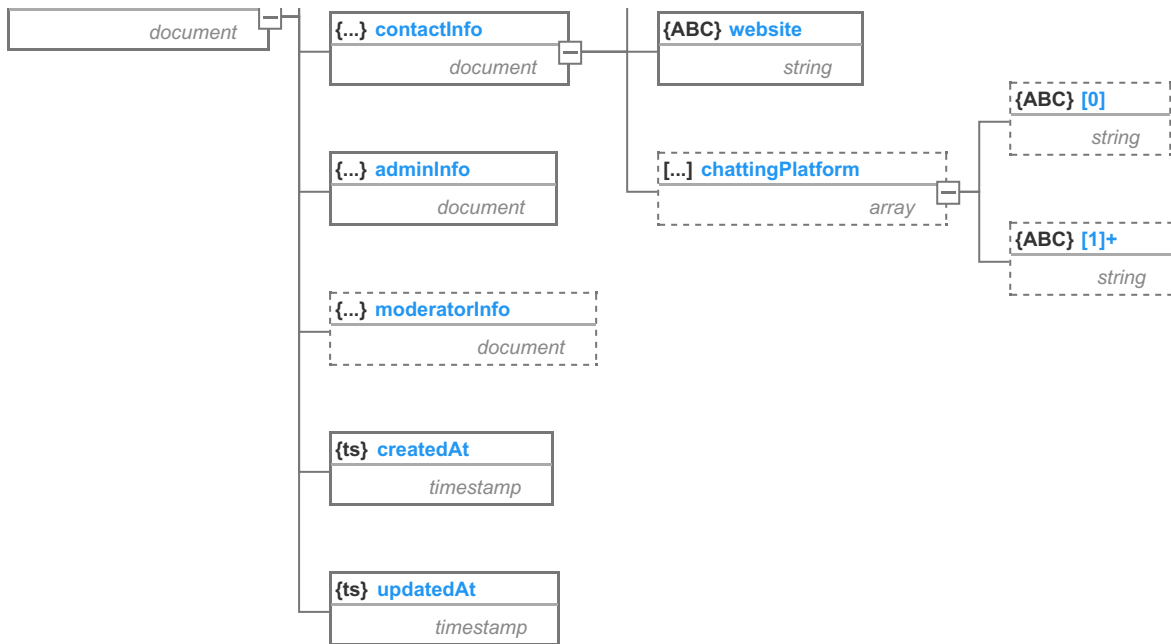 document
{...} contactInfo
document
{ABC} website
string
{ABC} [0]
string
{...} adminInfo
document
[...] chattingPlatform
array
{ABC} [1]+
string
{...} moderatorInfo
document
{ts} createdAt
timestamp
{ts} updatedAt
timestamp